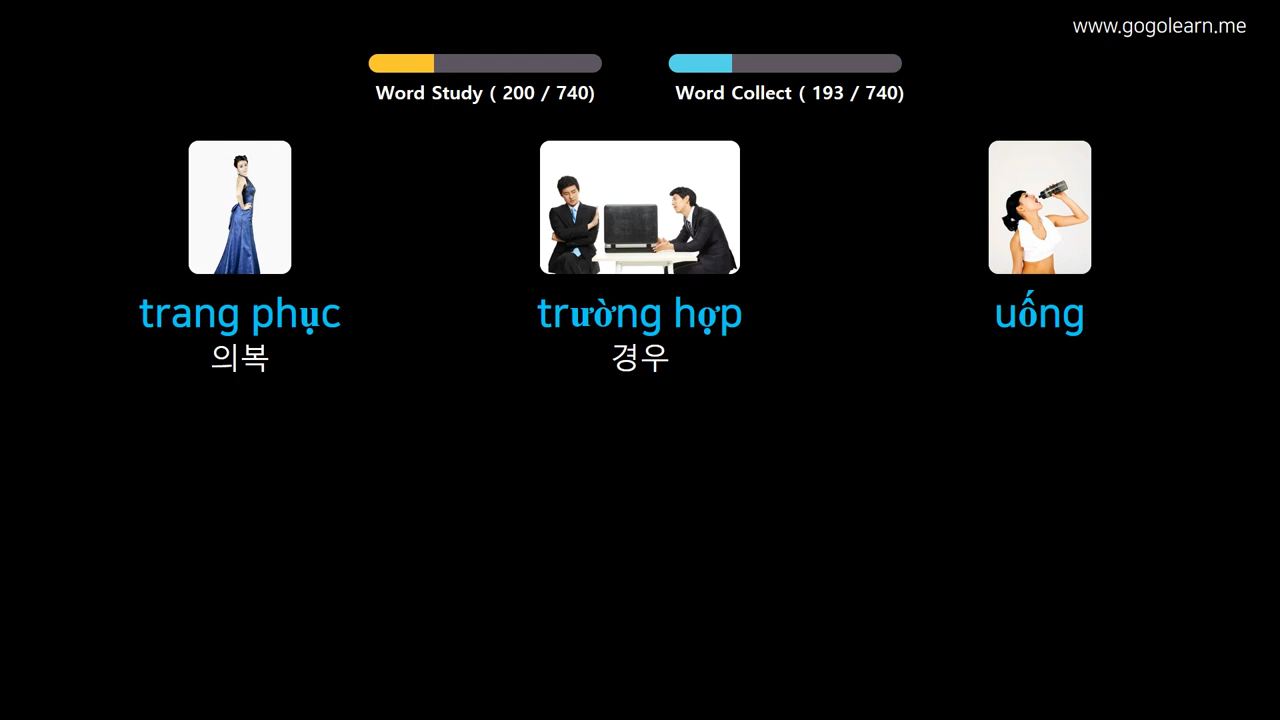 www.gogolearn.me
Word Study ( 200 / 740)
Word Collect ( 193 / 740)
trang phục
의복
trường hợp
경우
uống